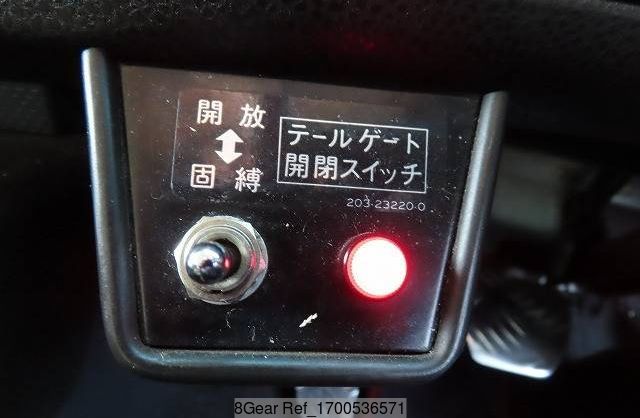 開放
固縛
テールゲート
開閉スイッチ
203-23220-0
8Gear Ref_1700536571